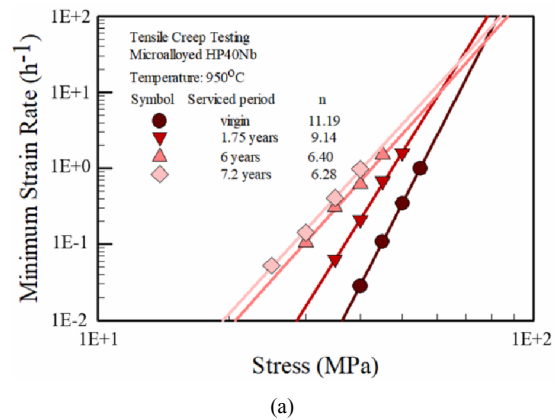 1E+2
1E+1
1E+0
1E-1
1E-2
Minimum Strain Rate (h-1)
Tensile Creep Testing
Microalloyed HP40Nb
Temperature: 950°C
Symbol Serviced period n
virgin 11.19
1.75 years 9.14
6 years 6.40
7.2 years 6.28
1E+1 1E+2
Stress (MPa)
(a)